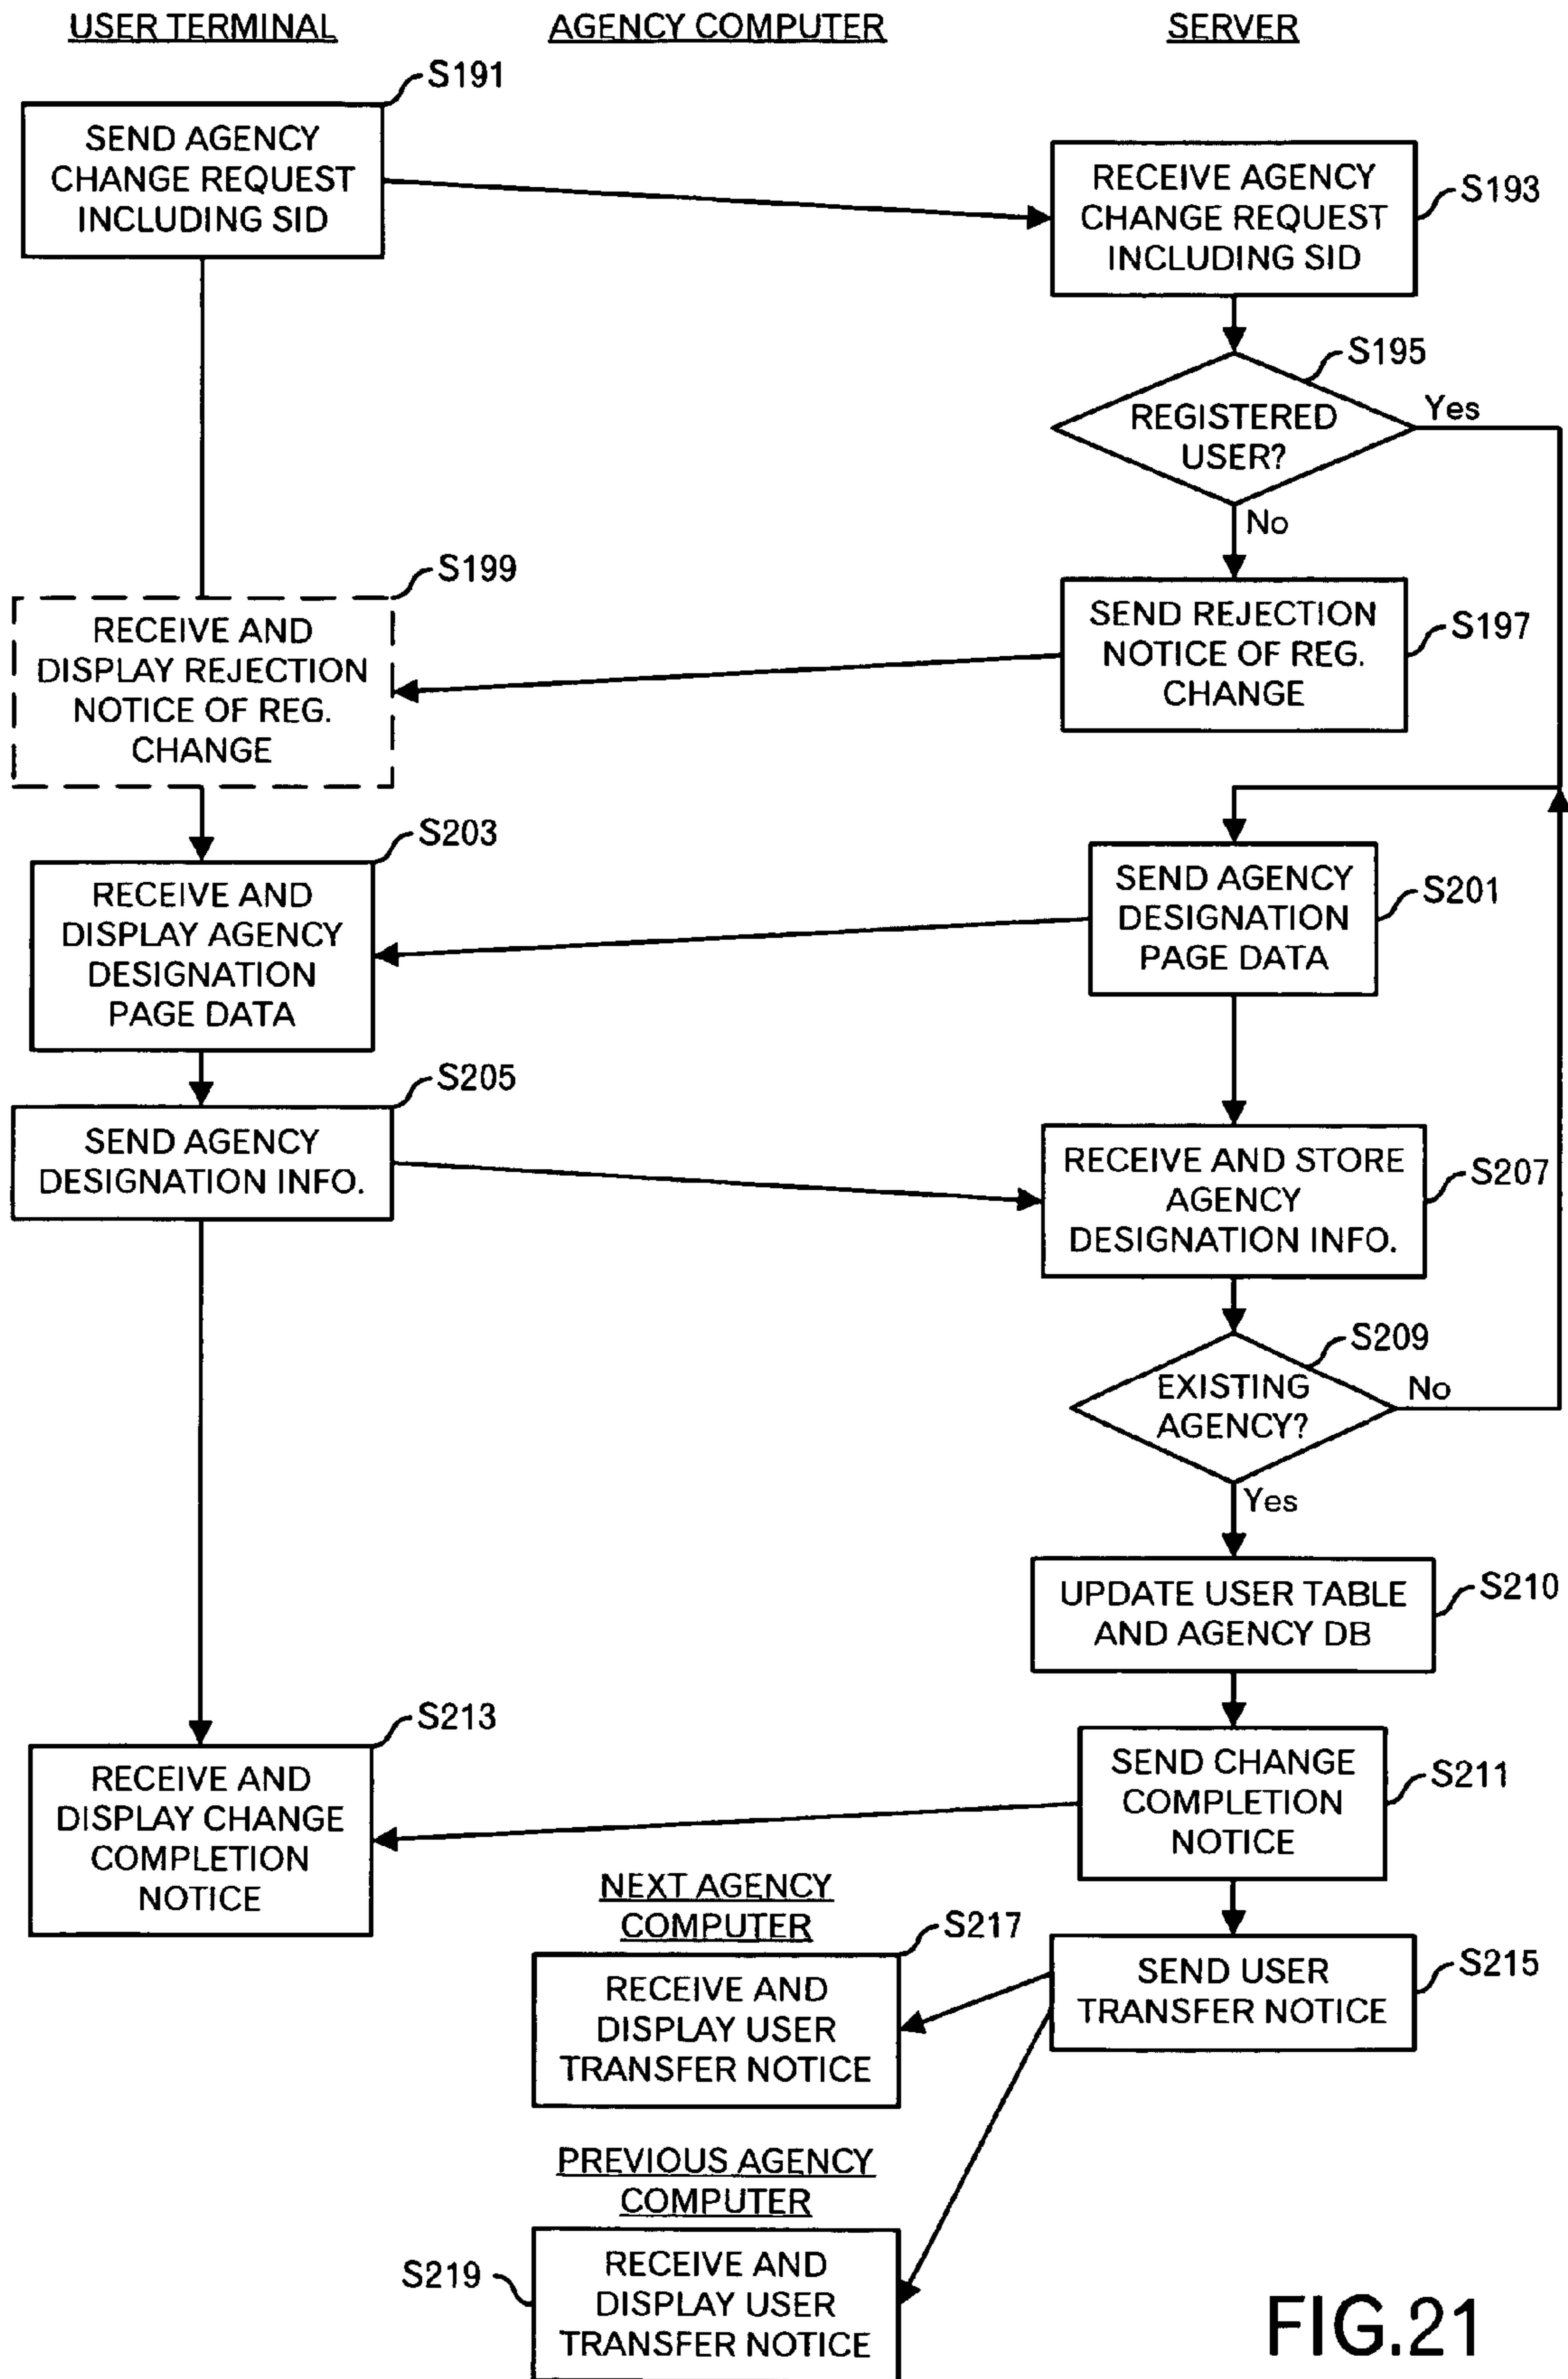 USER TERMINAL
AGENCY COMPUTER
SERVER
S191
SEND AGENCY
CHANGE REQUEST
INCLUDING SID
RECEIVE AGENCY
CHANGE REQUEST
INCLUDING SID
S193
S195
REGISTERED
USER?
Yes
No
S199
RECEIVE AND
DISPLAY REJECTION
NOTICE OF REG.
CHANGE
SEND REJECTION
NOTICE OF REG.
CHANGE
S197
S203
RECEIVE AND
DISPLAY AGENCY
DESIGNATION
PAGE DATA
SEND AGENCY
DESIGNATION
PAGE DATA
S201
S205
SEND AGENCY
DESIGNATION INFO.
RECEIVE AND STORE
AGENCY
DESIGNATION INFO.
S207
S209
EXISTING
AGENCY?
No
Yes
UPDATE USER TABLE
AND AGENCY DB
S210
S213
RECEIVE AND
DISPLAY CHANGE
COMPLETION
NOTICE
SEND CHANGE
COMPLETION
NOTICE
S211
NEXT AGENCY
COMPUTER
S217
RECEIVE AND
DISPLAY USER
TRANSFER NOTICE
SEND USER
TRANSFER NOTICE
S215
PREVIOUS AGENCY
COMPUTER
S219
RECEIVE AND
DISPLAY USER
TRANSFER NOTICE
FIG.21